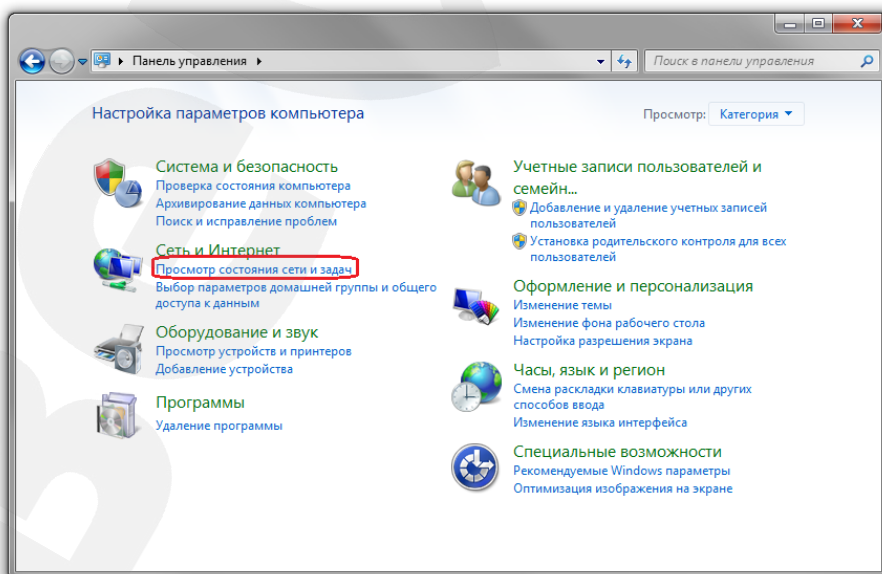 Панель управления
Поиск в панели управления
Настройка параметров компьютера
Просмотр: Категория
Система и безопасность
Проверка состояния компьютера
Архивирование данных компьютера
Поиск и исправление проблем
Сеть и Интернет
Просмотр состояния сети и задач
Выбор параметров домашней группы и общего
доступа к данным
Оборудование и звук
Просмотр устройств и принтеров
Добавление устройства
Программы
Удаление программы
Учетные записи пользователей и
семейн...
Добавление и удаление учетных записей
пользователей
Установка родительского контроля для всех
пользователей
Оформление и персонализация
Изменение темы
Изменение фона рабочего стола
Настройка разрешения экрана
Часы, язык и регион
Смена раскладки клавиатуры или других
способов ввода
Изменение языка интерфейса
Специальные возможности
Рекомендуемые Windows параметры
Оптимизация изображения на экране